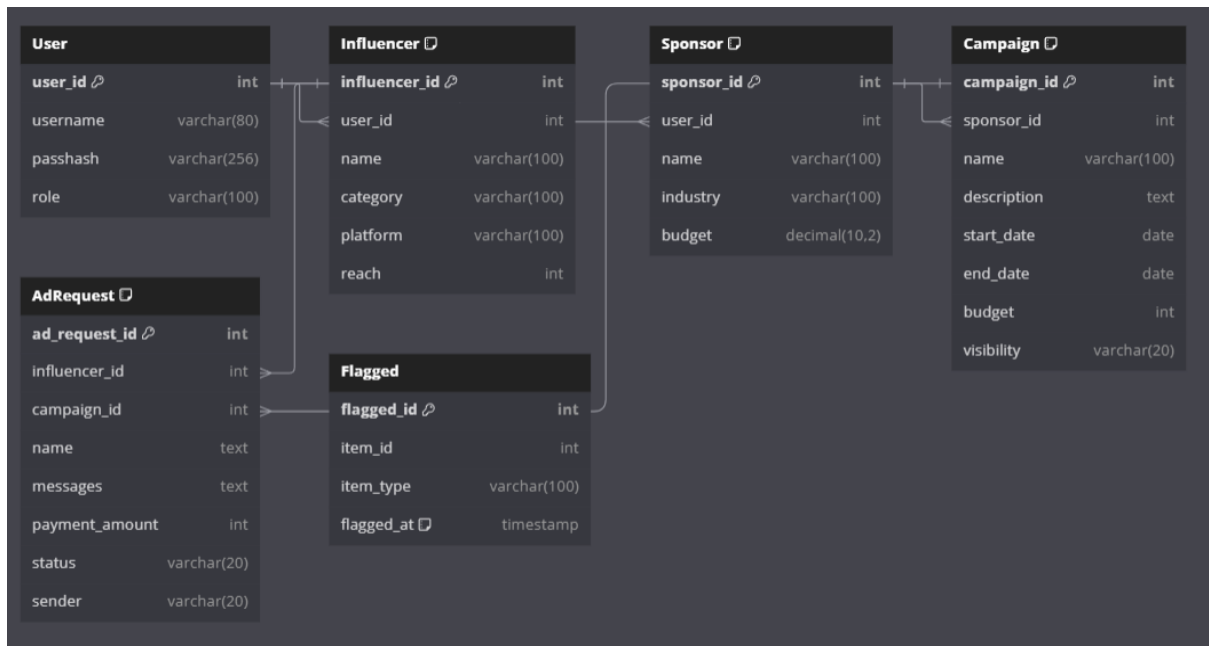 User
user_id int
username varchar(80)
passhash varchar(256)
role varchar(100)
Influencer
influencer_id int
user_id int
name varchar(100)
category varchar(100)
platform varchar(100)
reach int
Sponsor
sponsor_id int
user_id int
name varchar(100)
industry varchar(100)
budget decimal(10,2)
Campaign
campaign_id int
sponsor_id int
name varchar(100)
description text
start_date date
end_date date
budget int
visibility varchar(20)
AdRequest
ad_request_id int
influencer_id int
campaign_id int
name text
messages text
payment_amount int
status varchar(20)
sender varchar(20)
Flagged
flagged_id int
item_id int
item_type varchar(100)
flagged_at timestamp